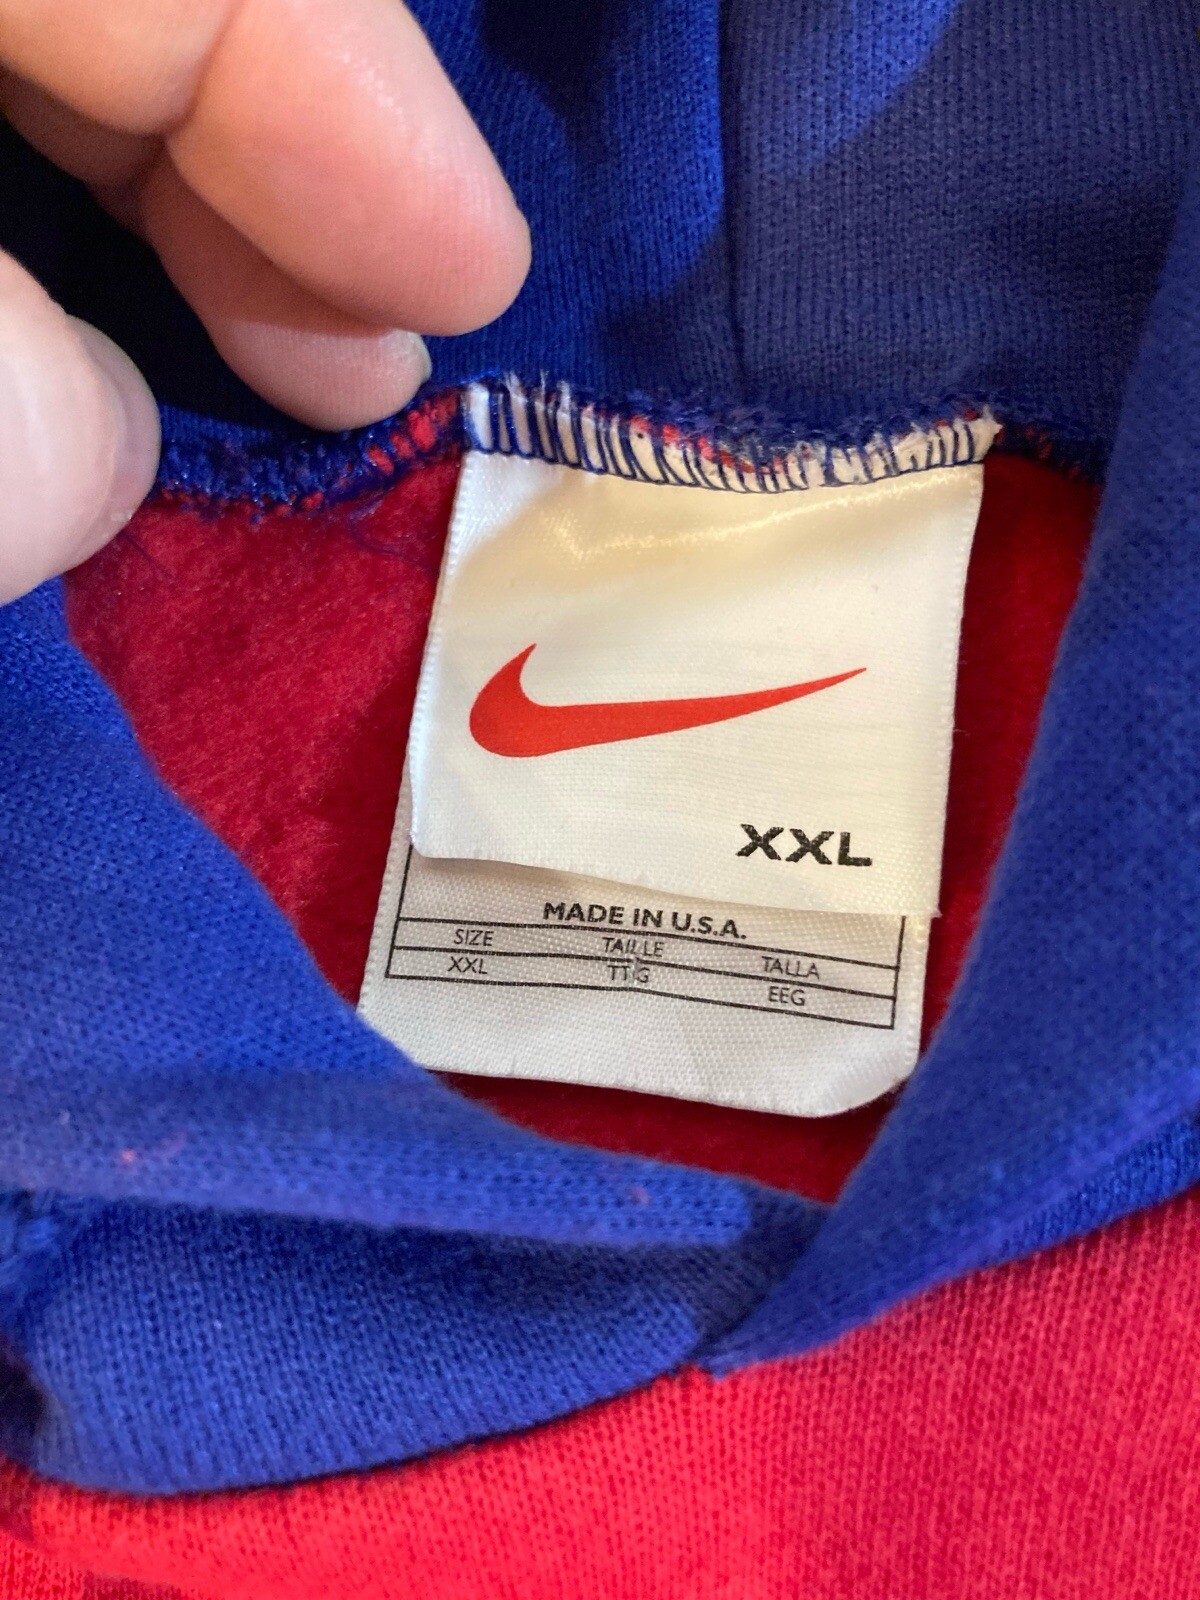 XXL
MADE IN U.S.A.
SIZE TAILLE TALLA
XXL TTG EEG